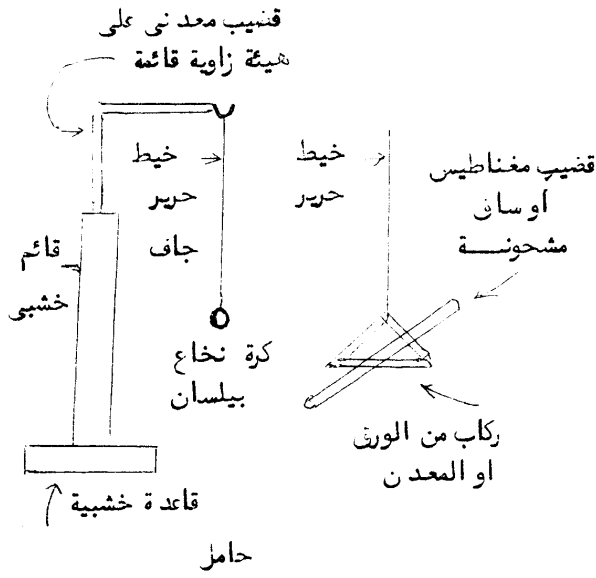 قضيب معدني على
هيئة زاوية قائمة
خيط
حرير
جاف
خيط
حرير
قضيب مغناطيس
او ساق
مشحونة
قائم
خشبي
كرة نخاع
بيلسان
ركاب من الورق
او المعدن
قاعدة خشبية
حامل